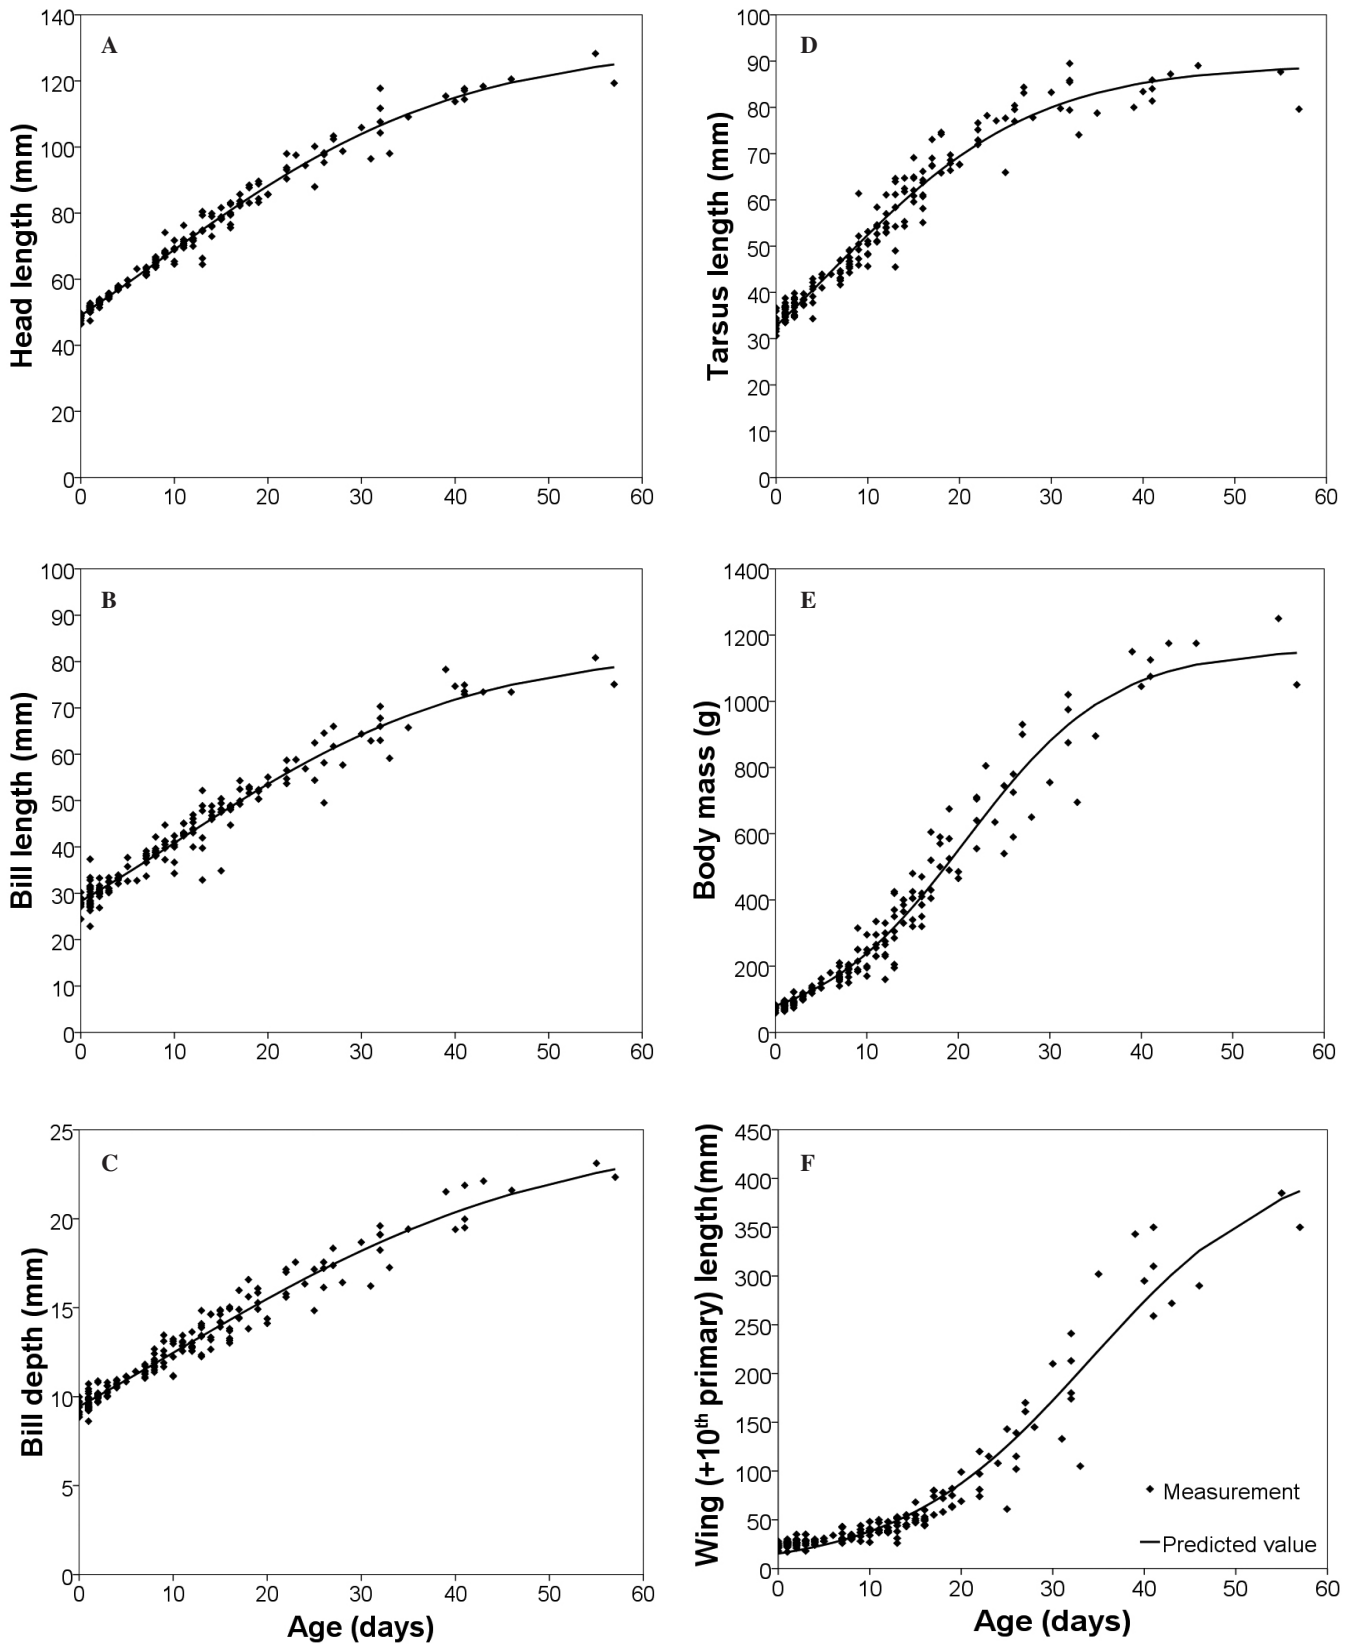 A
Head length (mm)
140
120
100
80
60
40
20
0
0 10 20 30 40 50 60
D
Tarsus length (mm)
100
90
80
70
60
50
40
30
20
10
0
0 10 20 30 40 50 60
B
Bill length (mm)
100
90
80
70
60
50
40
30
20
10
0
0 10 20 30 40 50 60
E
Body mass (g)
1400
1200
1000
800
600
400
200
0
0 10 20 30 40 50 60
C
Bill depth (mm)
25
20
15
10
5
0
0 10 20 30 40 50 60
Age (days)
F
Wing (+10th primary) length(mm)
450
400
350
300
250
200
150
100
50
0
Measurement
Predicted value
0 10 20 30 40 50 60
Age (days)